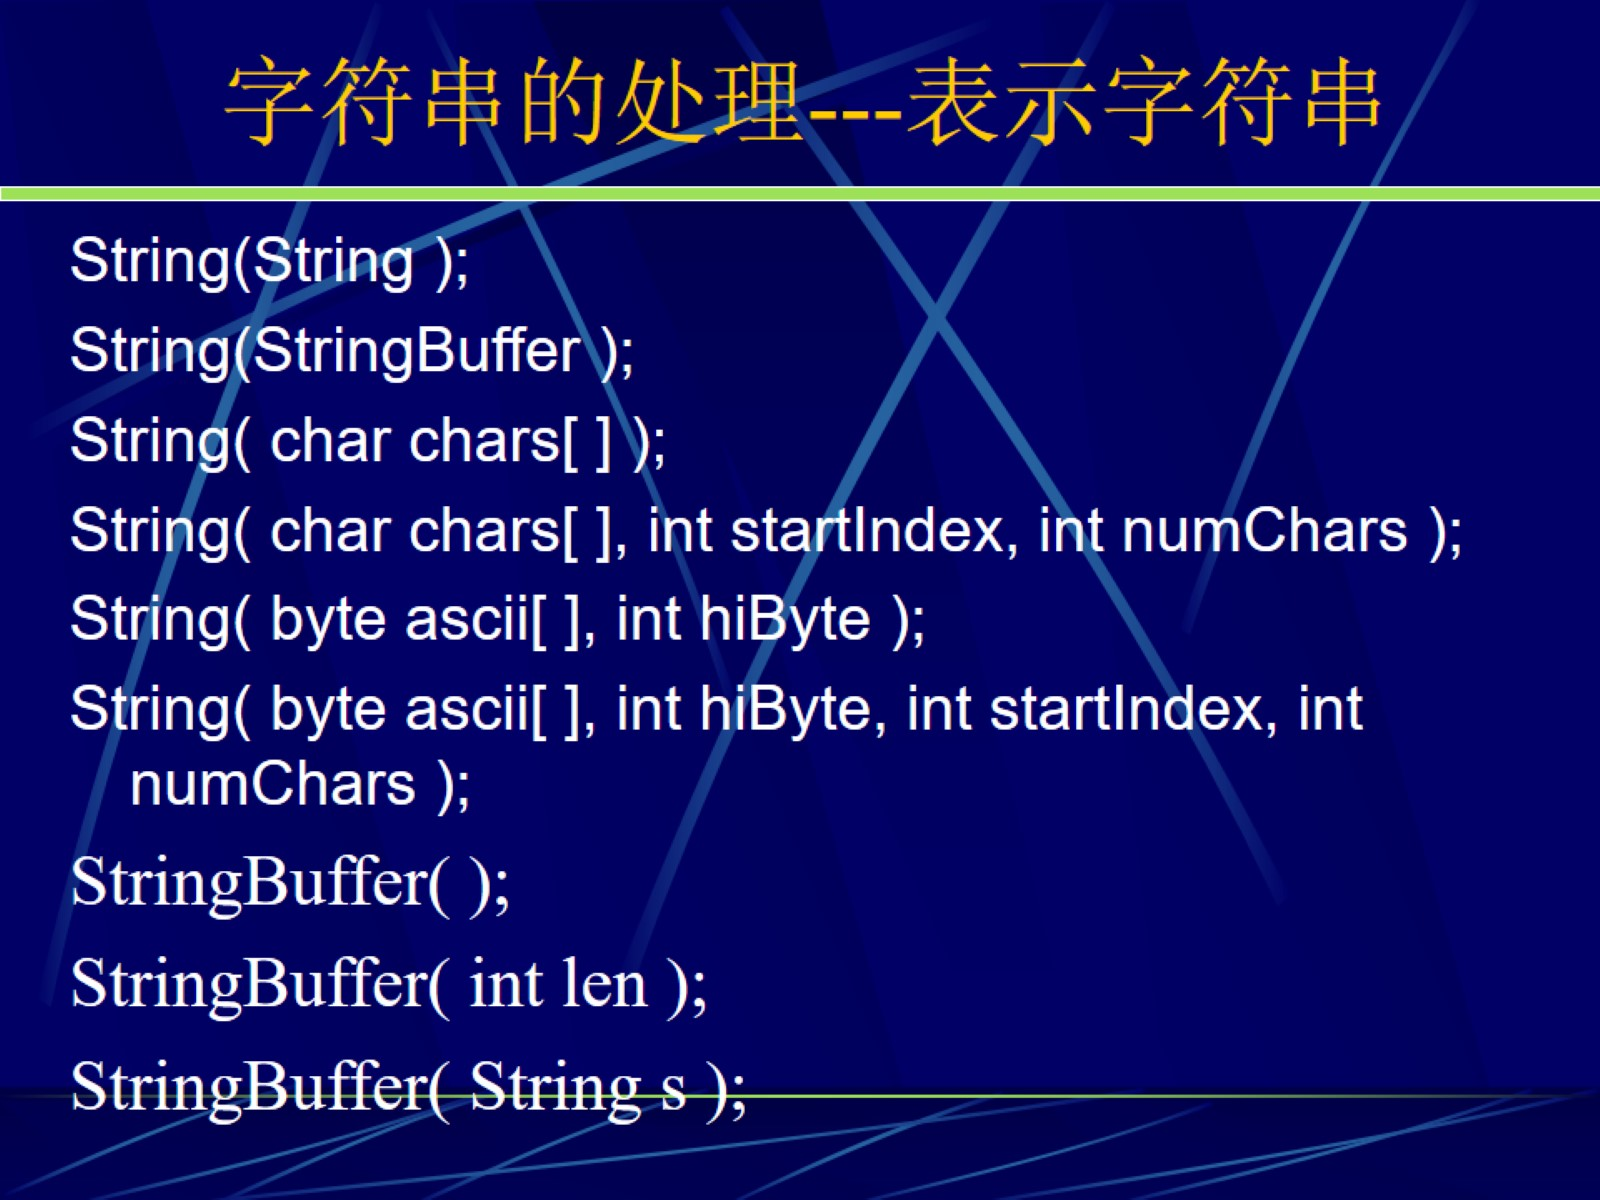 字符串的处理---表示字符串
String(String );
String(StringBuffer );
String( char chars[ ] );
String( char chars[ ], int startIndex, int numChars );
String( byte ascii[ ], int hiByte );
String( byte ascii[ ], int hiByte, int startIndex, int
numChars );
StringBuffer( );
StringBuffer( int len );
StringBuffer( String s );